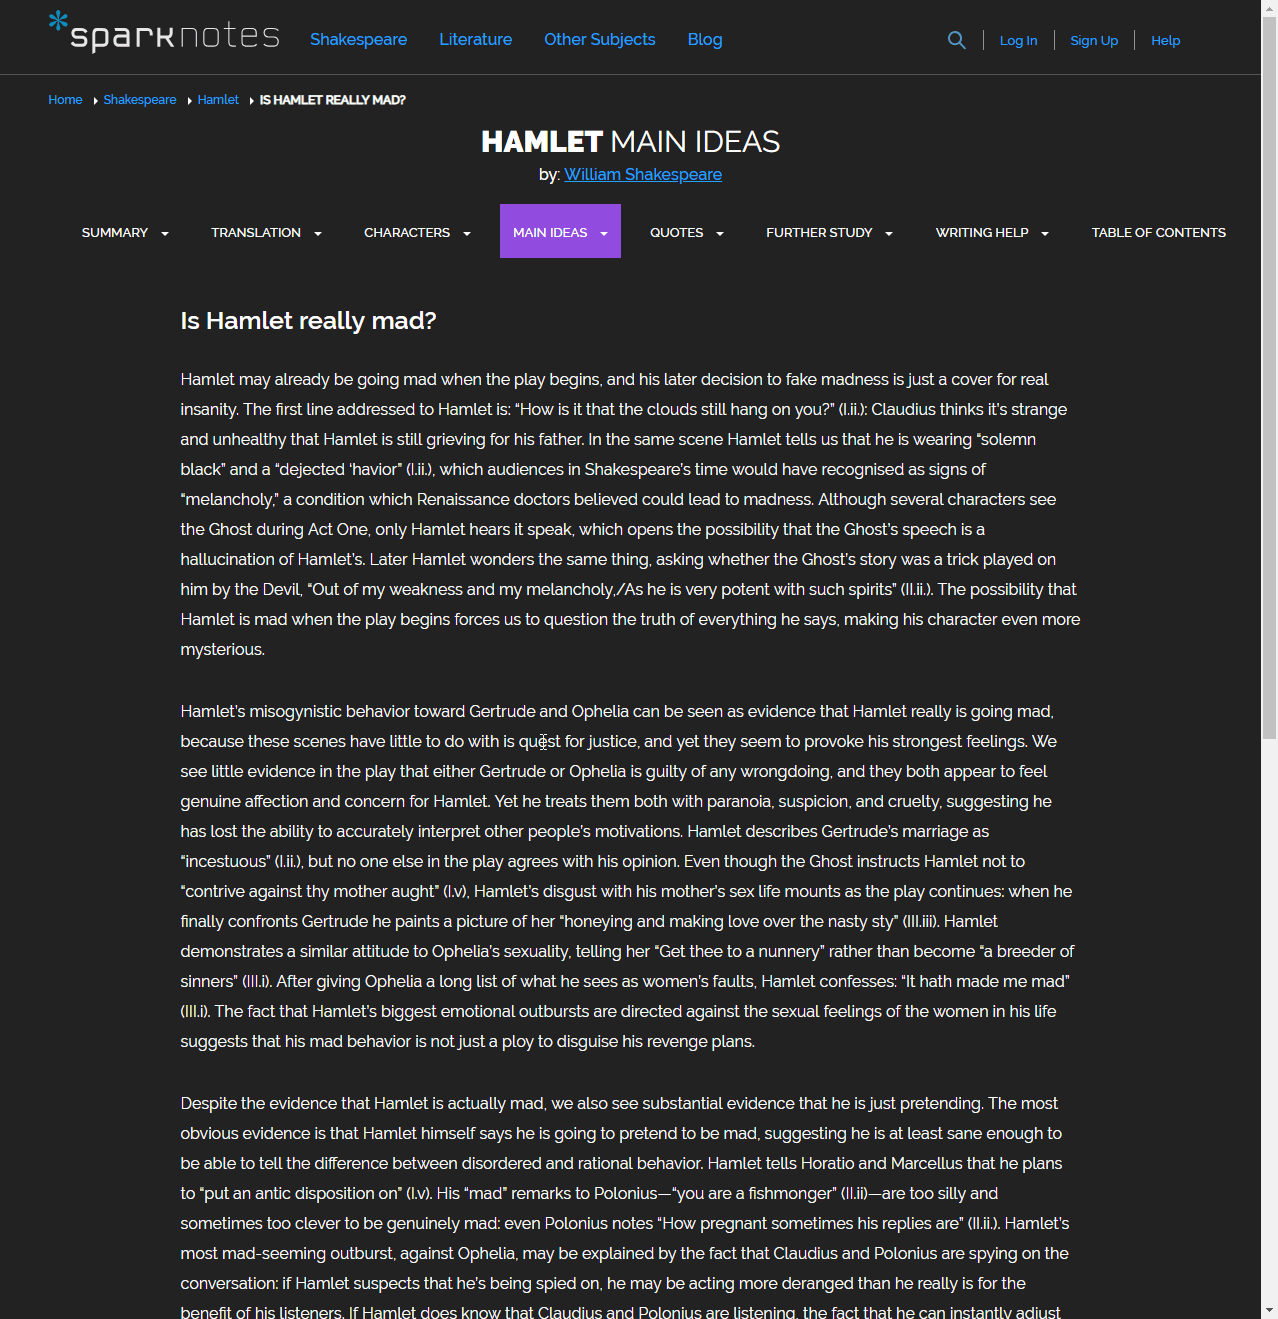 sparknotes
Shakespeare Literature Other Subjects Blog
Log In Sign Up Help
Home Shakespeare Hamlet IS HAMLET REALLY MAD?
HAMLET MAIN IDEAS
by: William Shakespeare
SUMMARY TRANSLATION CHARACTERS MAIN IDEAS QUOTES FURTHER STUDY WRITING HELP TABLE OF CONTENTS
Is Hamlet really mad?
Hamlet may already be going mad when the play begins, and his later decision to fake madness is just a cover for real
insanity. The first line addressed to Hamlet is: “How is it that the clouds still hang on you?” (I.ii.): Claudius thinks it’s strange
and unhealthy that Hamlet is still grieving for his father. In the same scene Hamlet tells us that he is wearing “solemn
black” and a “dejected ‘havior” (I.ii.), which audiences in Shakespeare’s time would have recognised as signs of
“melancholy,” a condition which Renaissance doctors believed could lead to madness. Although several characters see
the Ghost during Act One, only Hamlet hears it speak, which opens the possibility that the Ghost’s speech is a
hallucination of Hamlet’s. Later Hamlet wonders the same thing, asking whether the Ghost’s story was a trick played on
him by the Devil, “Out of my weakness and my melancholy,/As he is very potent with such spirits” (II.ii.). The possibility that
Hamlet is mad when the play begins forces us to question the truth of everything he says, making his character even more
mysterious.
Hamlet’s misogynistic behavior toward Gertrude and Ophelia can be seen as evidence that Hamlet really is going mad,
because these scenes have little to do with is quest for justice, and yet they seem to provoke his strongest feelings. We
see little evidence in the play that either Gertrude or Ophelia is guilty of any wrongdoing, and they both appear to feel
genuine affection and concern for Hamlet. Yet he treats them both with paranoia, suspicion, and cruelty, suggesting he
has lost the ability to accurately interpret other people’s motivations. Hamlet describes Gertrude’s marriage as
“incestuous” (I.ii.), but no one else in the play agrees with his opinion. Even though the Ghost instructs Hamlet not to
“contrive against thy mother aught” (I.v), Hamlet’s disgust with his mother’s sex life mounts as the play continues: when he
finally confronts Gertrude he paints a picture of her “honeying and making love over the nasty sty” (III.iii). Hamlet
demonstrates a similar attitude to Ophelia’s sexuality, telling her “Get thee to a nunnery” rather than become “a breeder of
sinners” (III.i). After giving Ophelia a long list of what he sees as women’s faults, Hamlet confesses: “It hath made me mad”
(III.i). The fact that Hamlet’s biggest emotional outbursts are directed against the sexual feelings of the women in his life
suggests that his mad behavior is not just a ploy to disguise his revenge plans.
Despite the evidence that Hamlet is actually mad, we also see substantial evidence that he is just pretending. The most
obvious evidence is that Hamlet himself says he is going to pretend to be mad, suggesting he is at least sane enough to
be able to tell the difference between disordered and rational behavior. Hamlet tells Horatio and Marcellus that he plans
to “put an antic disposition on” (I.v). His “mad” remarks to Polonius—“you are a fishmonger” (II.ii)—are too silly and
sometimes too clever to be genuinely mad: even Polonius notes “How pregnant sometimes his replies are” (II.ii.). Hamlet’s
most mad-seeming outburst, against Ophelia, may be explained by the fact that Claudius and Polonius are spying on the
conversation: if Hamlet suspects that he’s being spied on, he may be acting more deranged than he really is for the
benefit of his listeners. If Hamlet does know that Claudius and Polonius are listening, the fact that he can instantly adjust